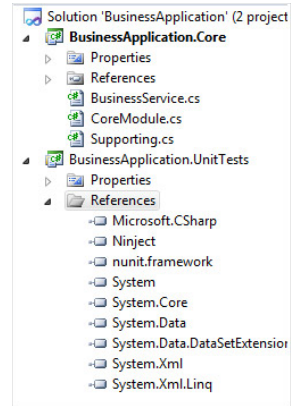 Solution 'BusinessApplication' (2 project
BusinessApplication.Core
Properties
References
BusinessService.cs
CoreModule.cs
Supporting.cs
BusinessApplication.UnitTests
Properties
References
Microsoft.CSharp
Ninject
nunit.framework
System
System.Core
System.Data
System.Data.DataSetExtension
System.Xml
System.Xml.Linq